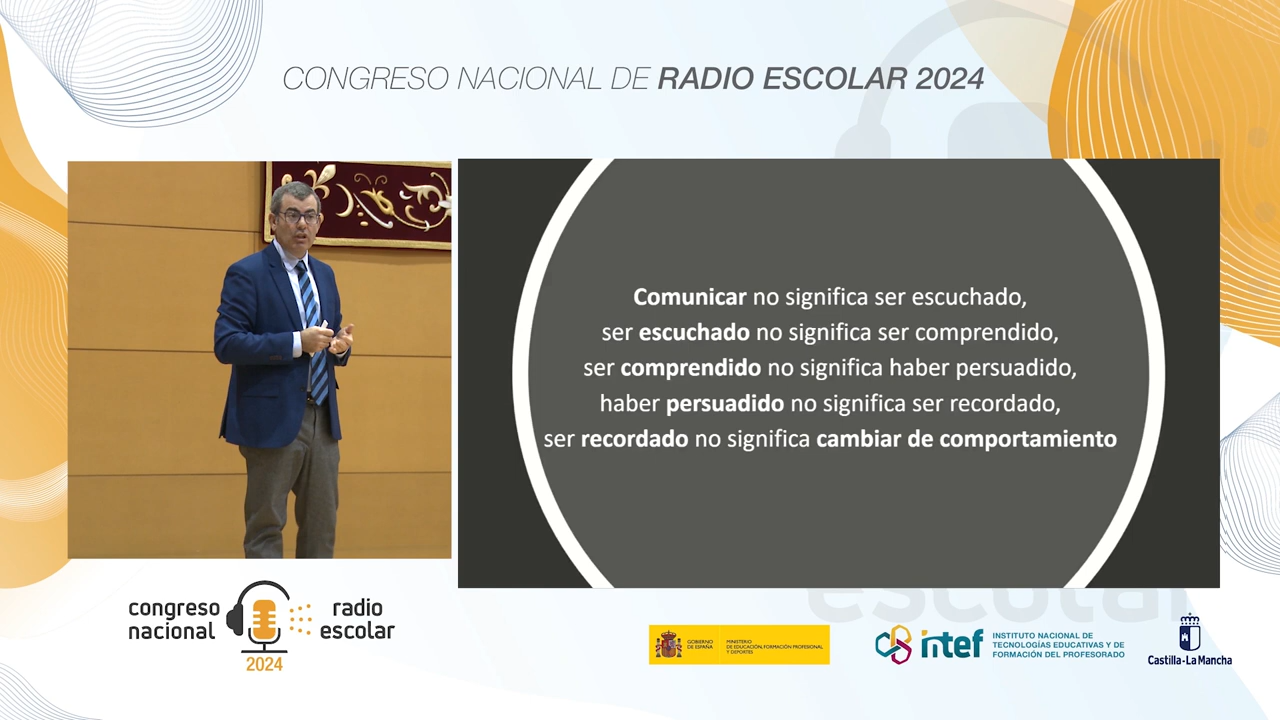 CONGRESO NACIONAL DE RADIO ESCOLAR 2024
Comunicar no significa ser escuchado,
ser escuchado no significa ser comprendido,
ser comprendido no significa haber persuadido,
haber persuadido no significa ser recordado,
ser recordado no significa cambiar de comportamiento
congreso
nacional
radio
escolar
2024
escolar
GOBIERNO
DE ESPAÑA
MINISTERIO
DE EDUCACIÓN, FORMACIÓN PROFESIONAL
Y DEPORTES
intef
INSTITUTO NACIONAL DE
TECNOLOGÍAS EDUCATIVAS Y DE
FORMACIÓN DEL PROFESORADO
Castilla-La Mancha